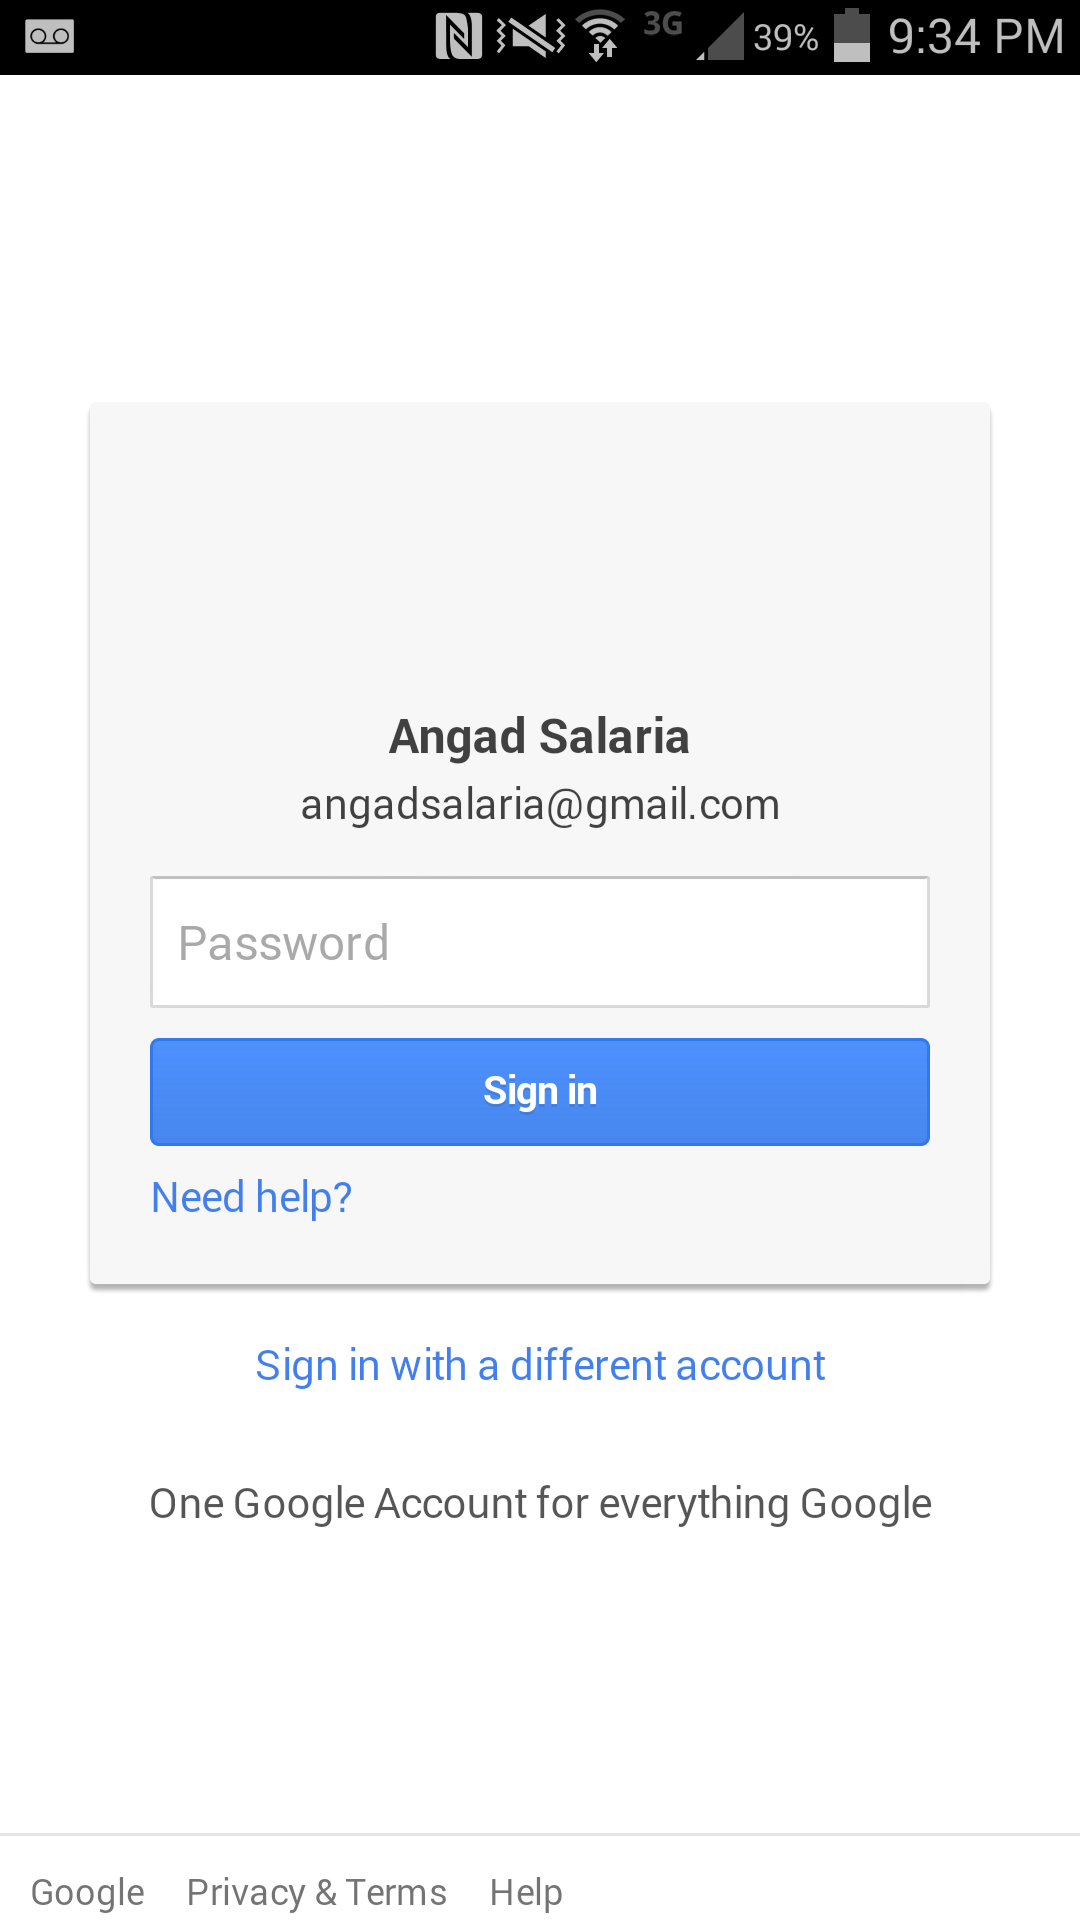 3G 39% 9:34 PM
Angad Salaria
angadsalaria@gmail.com
Password
Sign in
Need help?
Sign in with a different account
One Google Account for everything Google
Google Privacy & Terms Help